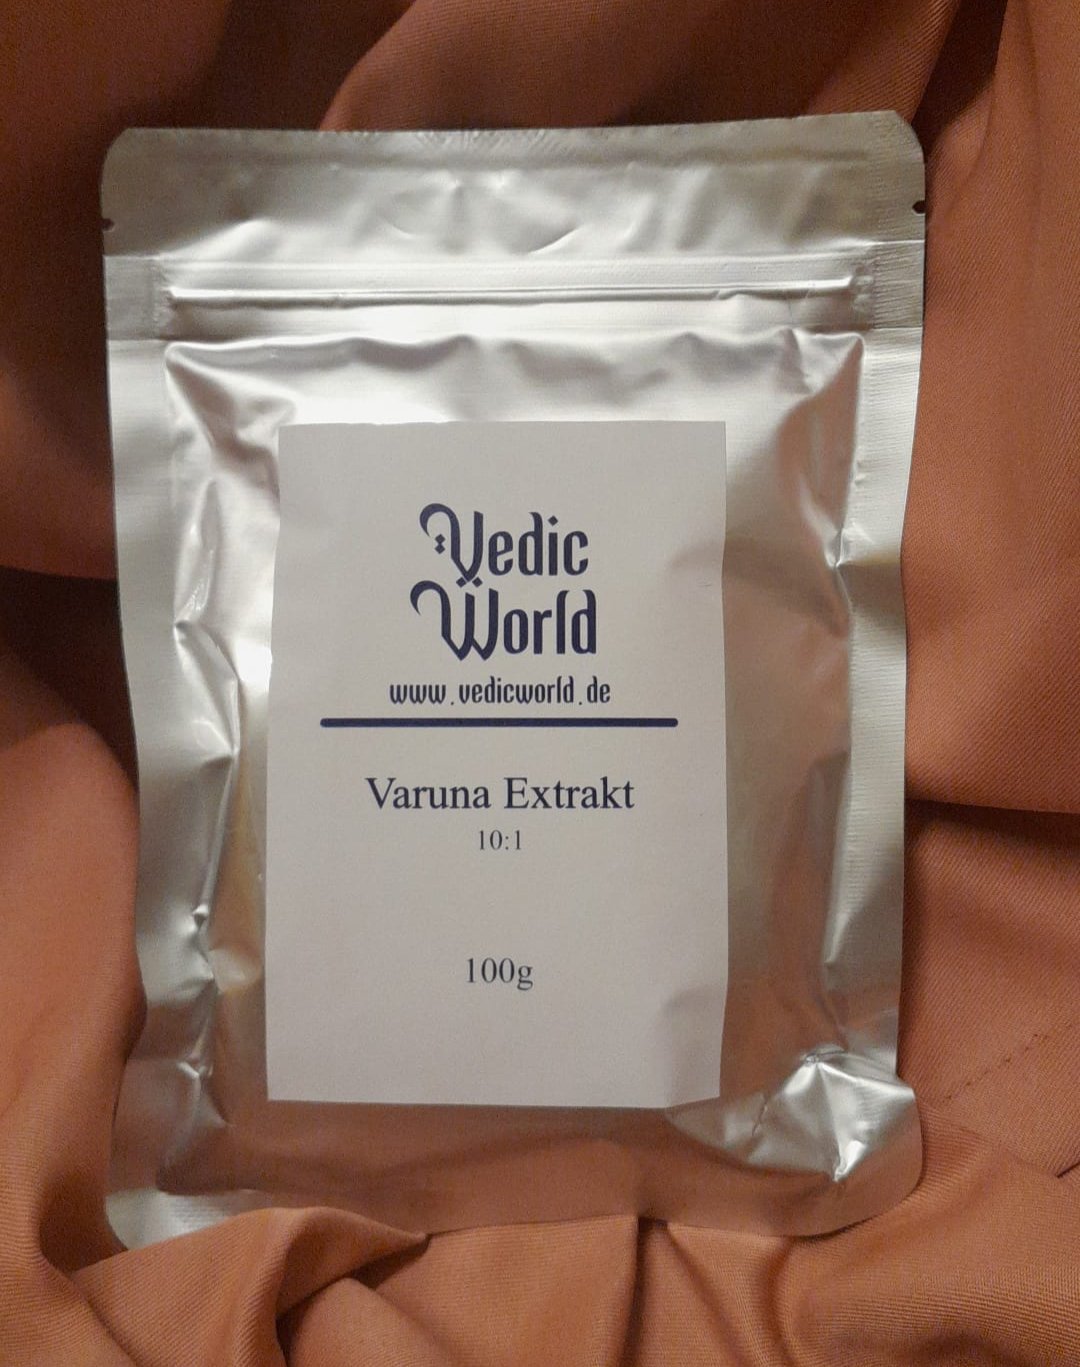 Vedic
World
www.vedicworld.de
Varuna Extrakt
10:1
100g